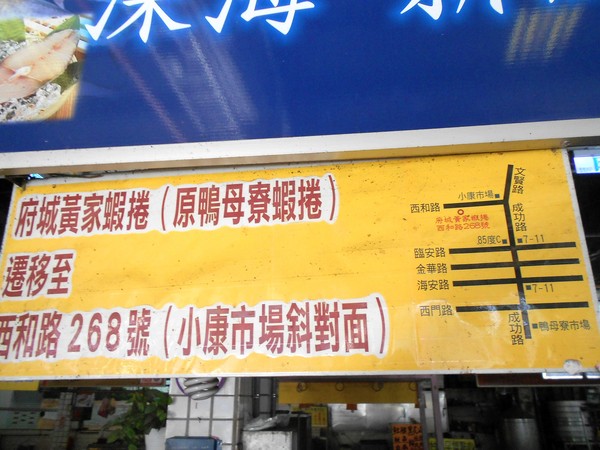 深海
府城黃家蝦捲（原鴨母寮蝦捲）
遷移至
西和路 268號（小康市場斜對面）
文賢路
小康市場
西和路
成功路
府城黃家蝦捲
西和路268號
85度C
7-11
臨安路
金華路
海安路
7-11
西門路
成功路
鴨母寮市場